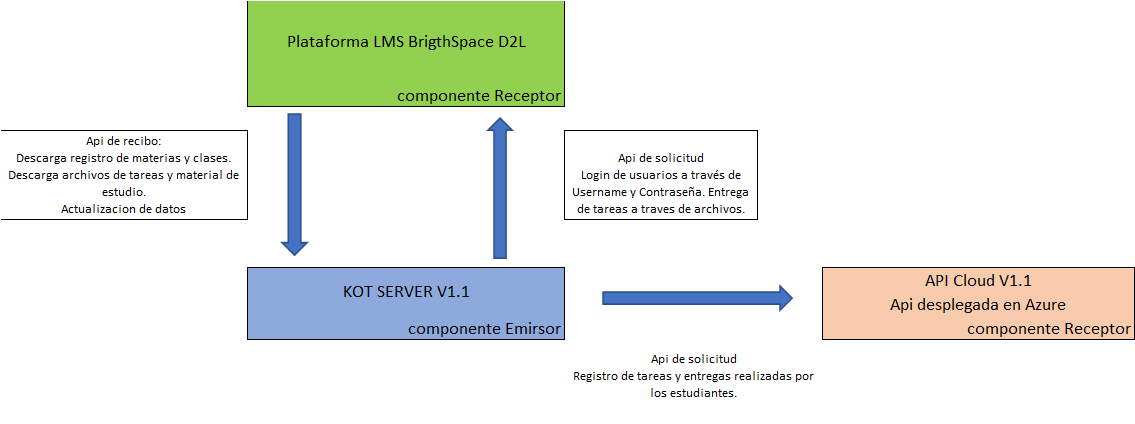 Plataforma LMS BrigthSpace D2L
componente Receptor
Api de recibo:
Descarga registro de materias y clases.
Descarga archivos de tareas y material de
estudio.
Actualizacion de datos
Api de solicitud
Login de usuarios a través de
Username y Contraseña. Entrega
de tareas a traves de archivos.
KOT SERVER V1.1
componente Emirsor
API Cloud V1.1
Api desplegada en Azure
componente Receptor
Api de solicitud
Registro de tareas y entregas realizadas por
los estudiantes.